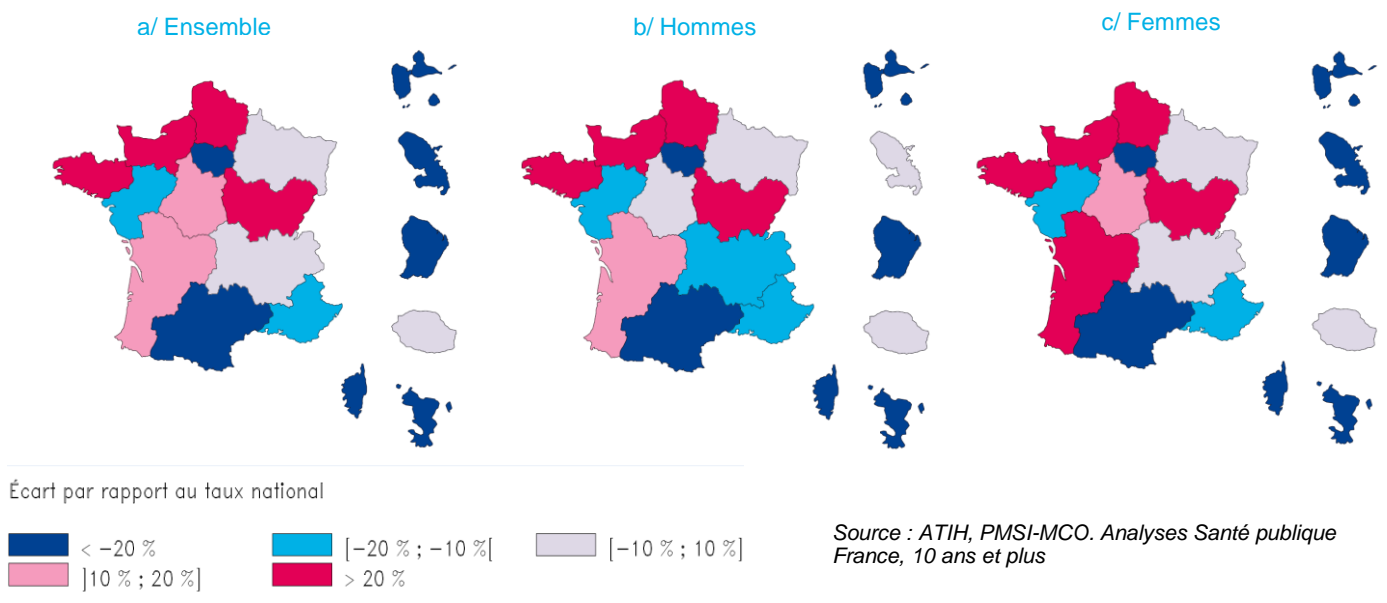 a/ Ensemble
b/ Hommes
c/ Femmes
Écart par rapport au taux national
< −20 %
[−20 % ; −10 %[
[−10 % ; 10 %]
]10 % ; 20 %]
> 20 %
Source : ATIH, PMSI-MCO. Analyses Santé publique
France, 10 ans et plus